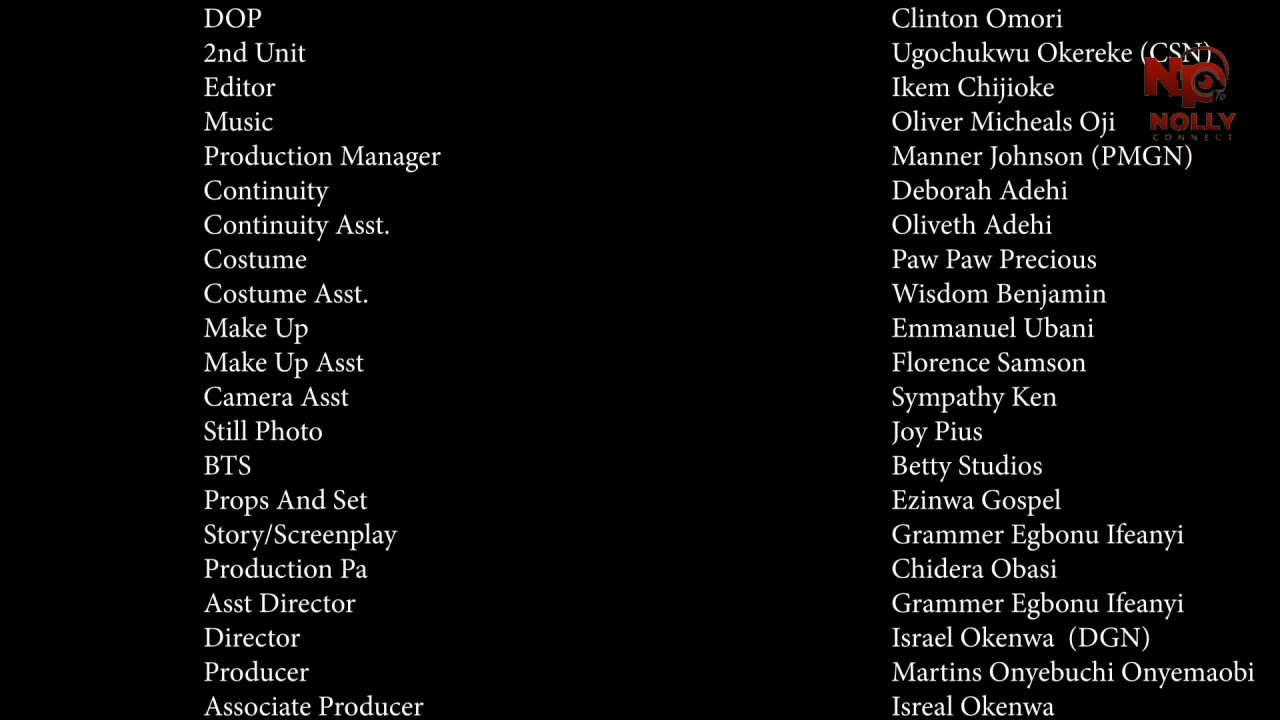 DOP Clinton Omori
2nd Unit Ugochukwu Okereke (CSN)
Editor Ikem Chijioke
Music Oliver Micheals Oji
Production Manager Manner Johnson (PMGN)
Continuity Deborah Adehi
Continuity Asst. Oliveth Adehi
Costume Paw Paw Precious
Costume Asst. Wisdom Benjamin
Make Up Emmanuel Ubani
Make Up Asst Florence Samson
Camera Asst Sympathy Ken
Still Photo Joy Pius
BTS Betty Studios
Props And Set Ezinwa Gospel
Story/Screenplay Grammer Egbonu Ifeanyi
Production Pa Chidera Obasi
Asst Director Grammer Egbonu Ifeanyi
Director Israel Okenwa (DGN)
Producer Martins Onyebuchi Onyemaobi
Associate Producer Isreal Okenwa
NC TV
NOLLY
CONNECT